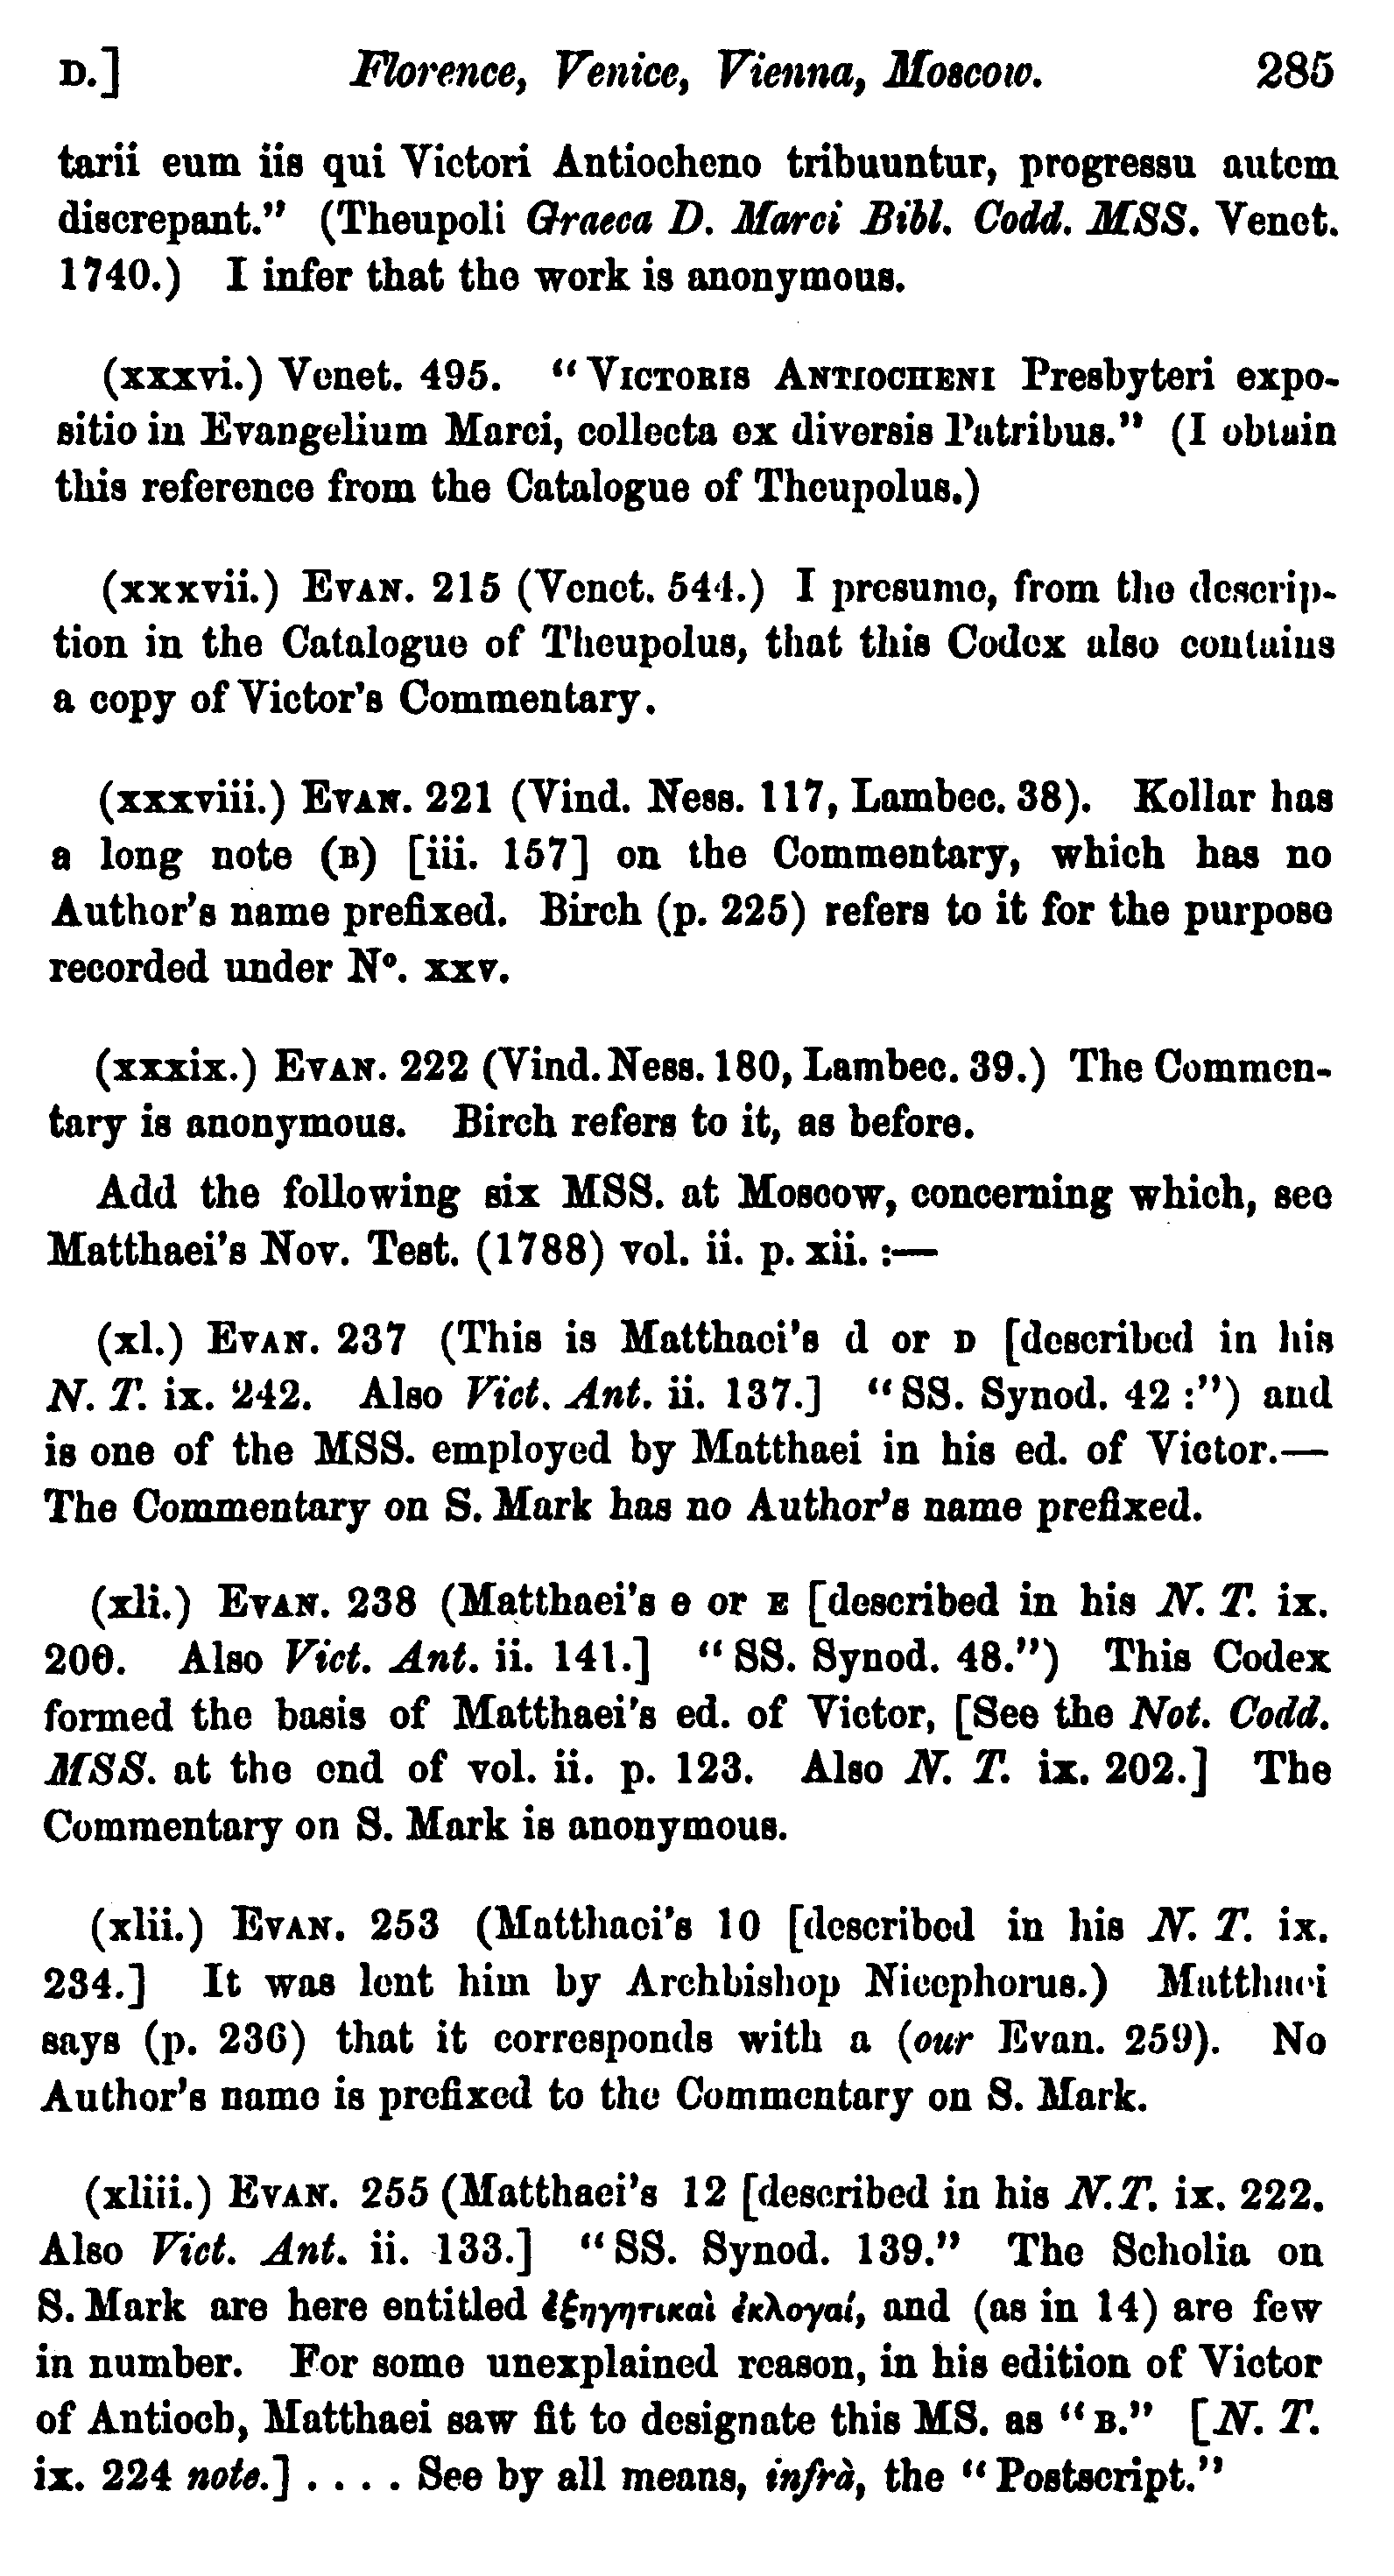 D.] Florence, Venice, Vienna, Moscow. 285
tarii eum iis qui Victori Antiocheno tribuuntur, progressu autem
discrepant." (Theupoli Graeca D. Marci Bibl. Codd. MSS. Venet.
1740.) I infer that the work is anonymous.
(xxxvi.) Venet. 495. "VICTORIS ANTIOCHENI Presbyteri expo-
sitio in Evangelium Marci, collecta ex diversis Patribus." (I obtain
this reference from the Catalogue of Theupolus.)
(xxxvii.) EVAN. 215 (Venet. 544.) I presume, from the descrip-
tion in the Catalogue of Theupolus, that this Codex also contains
a copy of Victor's Commentary.
(xxxviii.) EVAN. 221 (Vind. Ness. 117, Lambec. 38). Kollar has
a long note (B) [iii. 157] on the Commentary, which has no
Author's name prefixed. Birch (p. 225) refers to it for the purpose
recorded under Nº. xxv.
(xxxix.) EVAN. 222 (Vind. Ness. 180, Lambec. 39.) The Commen-
tary is anonymous. Birch refers to it, as before.
Add the following six MSS. at Moscow, concerning which, see
Matthaei's Nov. Test. (1788) vol. ii. p. xii. :—
(xl.) EVAN. 237 (This is Matthaei's d or D [described in his
N. T. ix. 242. Also Vict. Ant. ii. 137.] "SS. Synod. 42 :") and
is one of the MSS. employed by Matthaei in his ed. of Victor.—
The Commentary on S. Mark has no Author's name prefixed.
(xli.) EVAN. 238 (Matthaei's e or E [described in his N. T. ix.
200. Also Vict. Ant. ii. 141.] "SS. Synod. 48.") This Codex
formed the basis of Matthaei's ed. of Victor, [See the Not. Codd.
MSS. at the end of vol. ii. p. 123. Also N. T. ix. 202.] The
Commentary on S. Mark is anonymous.
(xlii.) EVAN. 253 (Matthaei's 10 [described in his N. T. ix.
234.] It was lent him by Archbishop Nicephorus.) Matthaei
says (p. 236) that it corresponds with a (our Evan. 259). No
Author's name is prefixed to the Commentary on S. Mark.
(xliii.) EVAN. 255 (Matthaei's 12 [described in his N.T. ix. 222.
Also Vict. Ant. ii. 133.] "SS. Synod. 139." The Scholia on
S. Mark are here entitled ἐξηγητικαὶ ἐκλογαί, and (as in 14) are few
in number. For some unexplained reason, in his edition of Victor
of Antioch, Matthaei saw fit to designate this MS. as "B." [N. T.
ix. 224 note.] . . . . See by all means, infrà, the "Postscript."